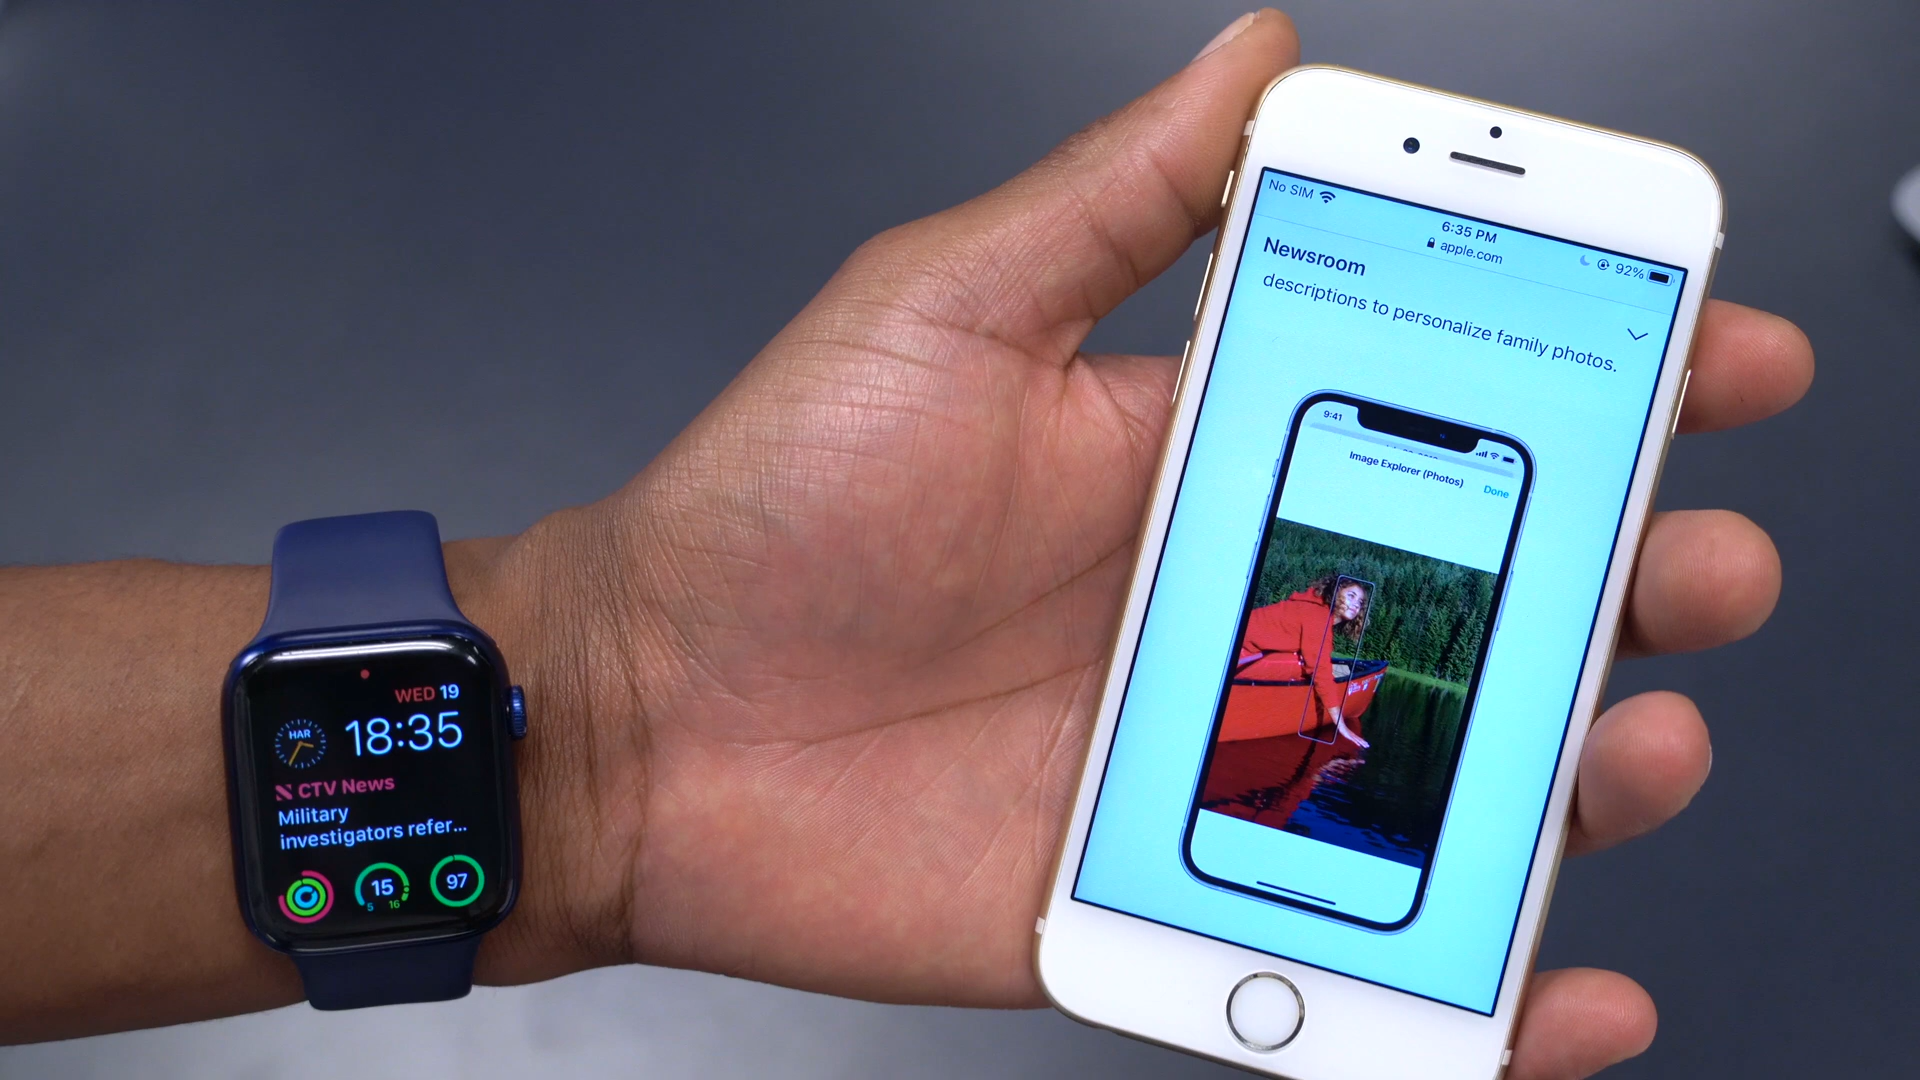 WED 19
HAR
18:35
CTV News
Military
investigators refer...
15
5 16
97
No SIM
6:35 PM
apple.com
92%
Newsroom
descriptions to personalize family photos.
9:41
Image Explorer (Photos)
Done